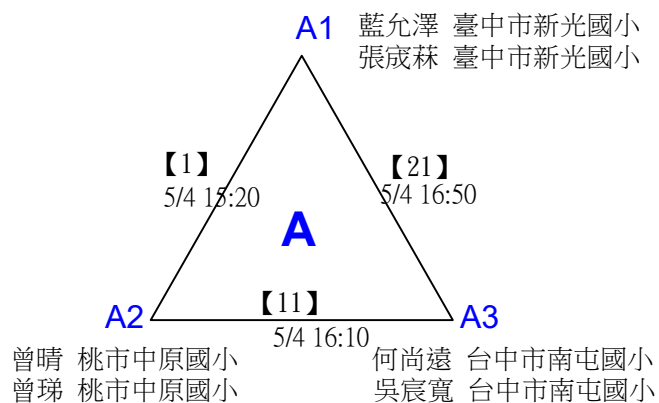 A1
藍允澤 臺中市新光國小
張宬菻 臺中市新光國小
【1】
5/4 15:20
【21】
5/4 16:50
A
【11】
5/4 16:10
A2
A3
曾晴 桃市中原國小
曾珶 桃市中原國小
何尚遠 台中市南屯國小
吳宸寬 台中市南屯國小